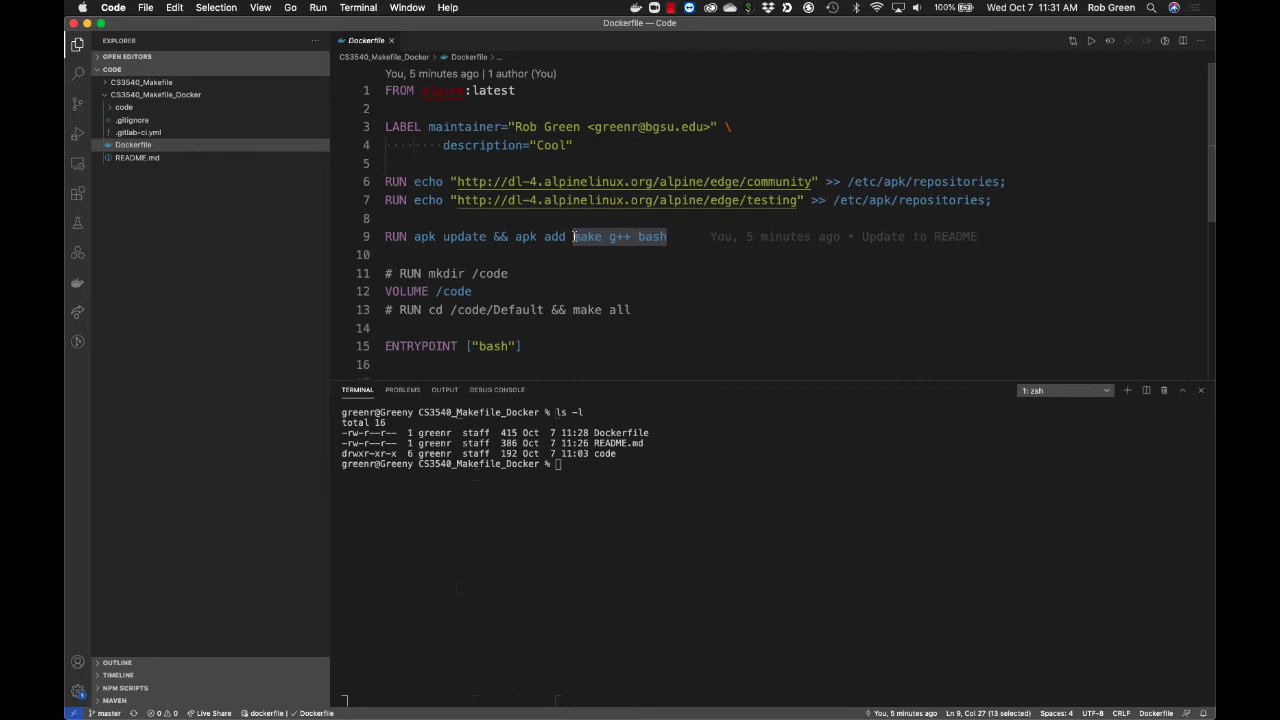 Code File Edit Selection View Go Run Terminal Window Help 100% Wed Oct 7 11:31 AM Rob Green
Dockerfile — Code
EXPLORER
Dockerfile
OPEN EDITORS
CS3540_Makefile_Docker > Dockerfile > ...
CODE
CS3540_Makefile
CS3540_Makefile_Docker
code
.gitignore
.gitlab-ci.yml
Dockerfile
README.md
You, 5 minutes ago | 1 author (You)
1 FROM alpine:latest
2
3 LABEL maintainer="Rob Green <greenr@bgsu.edu>" \
4 ········description="Cool"
5
6 RUN echo "http://dl-4.alpinelinux.org/alpine/edge/community" >> /etc/apk/repositories;
7 RUN echo "http://dl-4.alpinelinux.org/alpine/edge/testing" >> /etc/apk/repositories;
8
9 RUN apk update && apk add make g++ bash You, 5 minutes ago • Update to README
10
11 # RUN mkdir /code
12 VOLUME /code
13 # RUN cd /code/Default && make all
14
15 ENTRYPOINT ["bash"]
16
TERMINAL PROBLEMS OUTPUT DEBUG CONSOLE 1: zsh
greenr@Greeny CS3540_Makefile_Docker % ls -l
total 16
-rw-r--r-- 1 greenr staff 415 Oct 7 11:28 Dockerfile
-rw-r--r-- 1 greenr staff 386 Oct 7 11:26 README.md
drwxr-xr-x 6 greenr staff 192 Oct 7 11:03 code
greenr@Greeny CS3540_Makefile_Docker %
OUTLINE
TIMELINE
NPM SCRIPTS
MAVEN
1
master 0 0 Live Share dockerfile | Dockerfile You, 5 minutes ago Ln 9, Col 27 (13 selected) Spaces: 4 UTF-8 CRLF Dockerfile